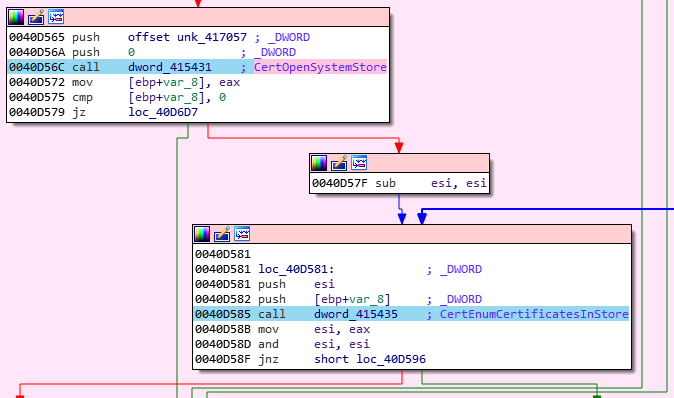 0040D565 push offset unk_417057 ; _DWORD
0040D56A push 0 ; _DWORD
0040D56C call dword_415431 ; CertOpenSystemStore
0040D572 mov [ebp+var_8], eax
0040D575 cmp [ebp+var_8], 0
0040D579 jz loc_40D6D7
0040D57F sub esi, esi
0040D581
0040D581 loc_40D581: ; _DWORD
0040D581 push esi
0040D582 push [ebp+var_8] ; _DWORD
0040D585 call dword_415435 ; CertEnumCertificatesInStore
0040D58B mov esi, eax
0040D58D and esi, esi
0040D58F jnz short loc_40D596